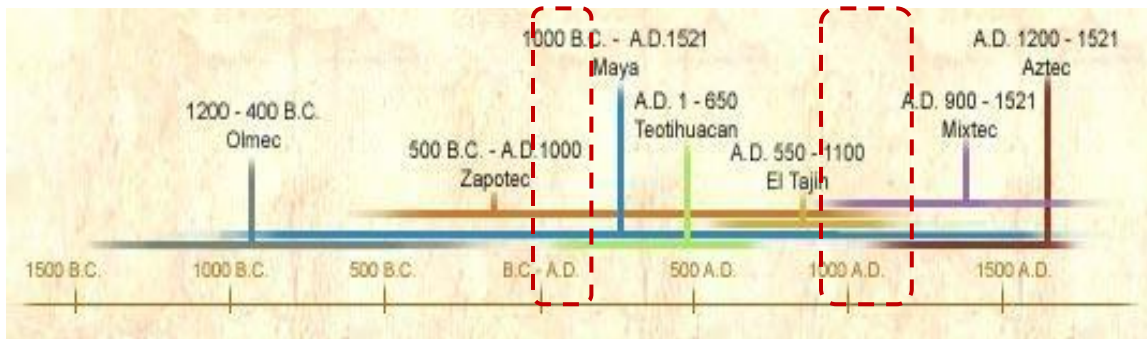 1000 B.C. - A.D.1521
Maya
A.D. 1200 - 1521
Aztec
1200 - 400 B.C.
Olmec
A.D. 1 - 650
Teotihuacan
A.D. 900 - 1521
Mixtec
500 B.C. - A.D.1000
Zapotec
A.D. 550 - 1100
El Tajin
1500 B.C. 1000 B.C. 500 B.C. B.C.- A.D. 500 A.D. 1000 A.D. 1500 A.D.